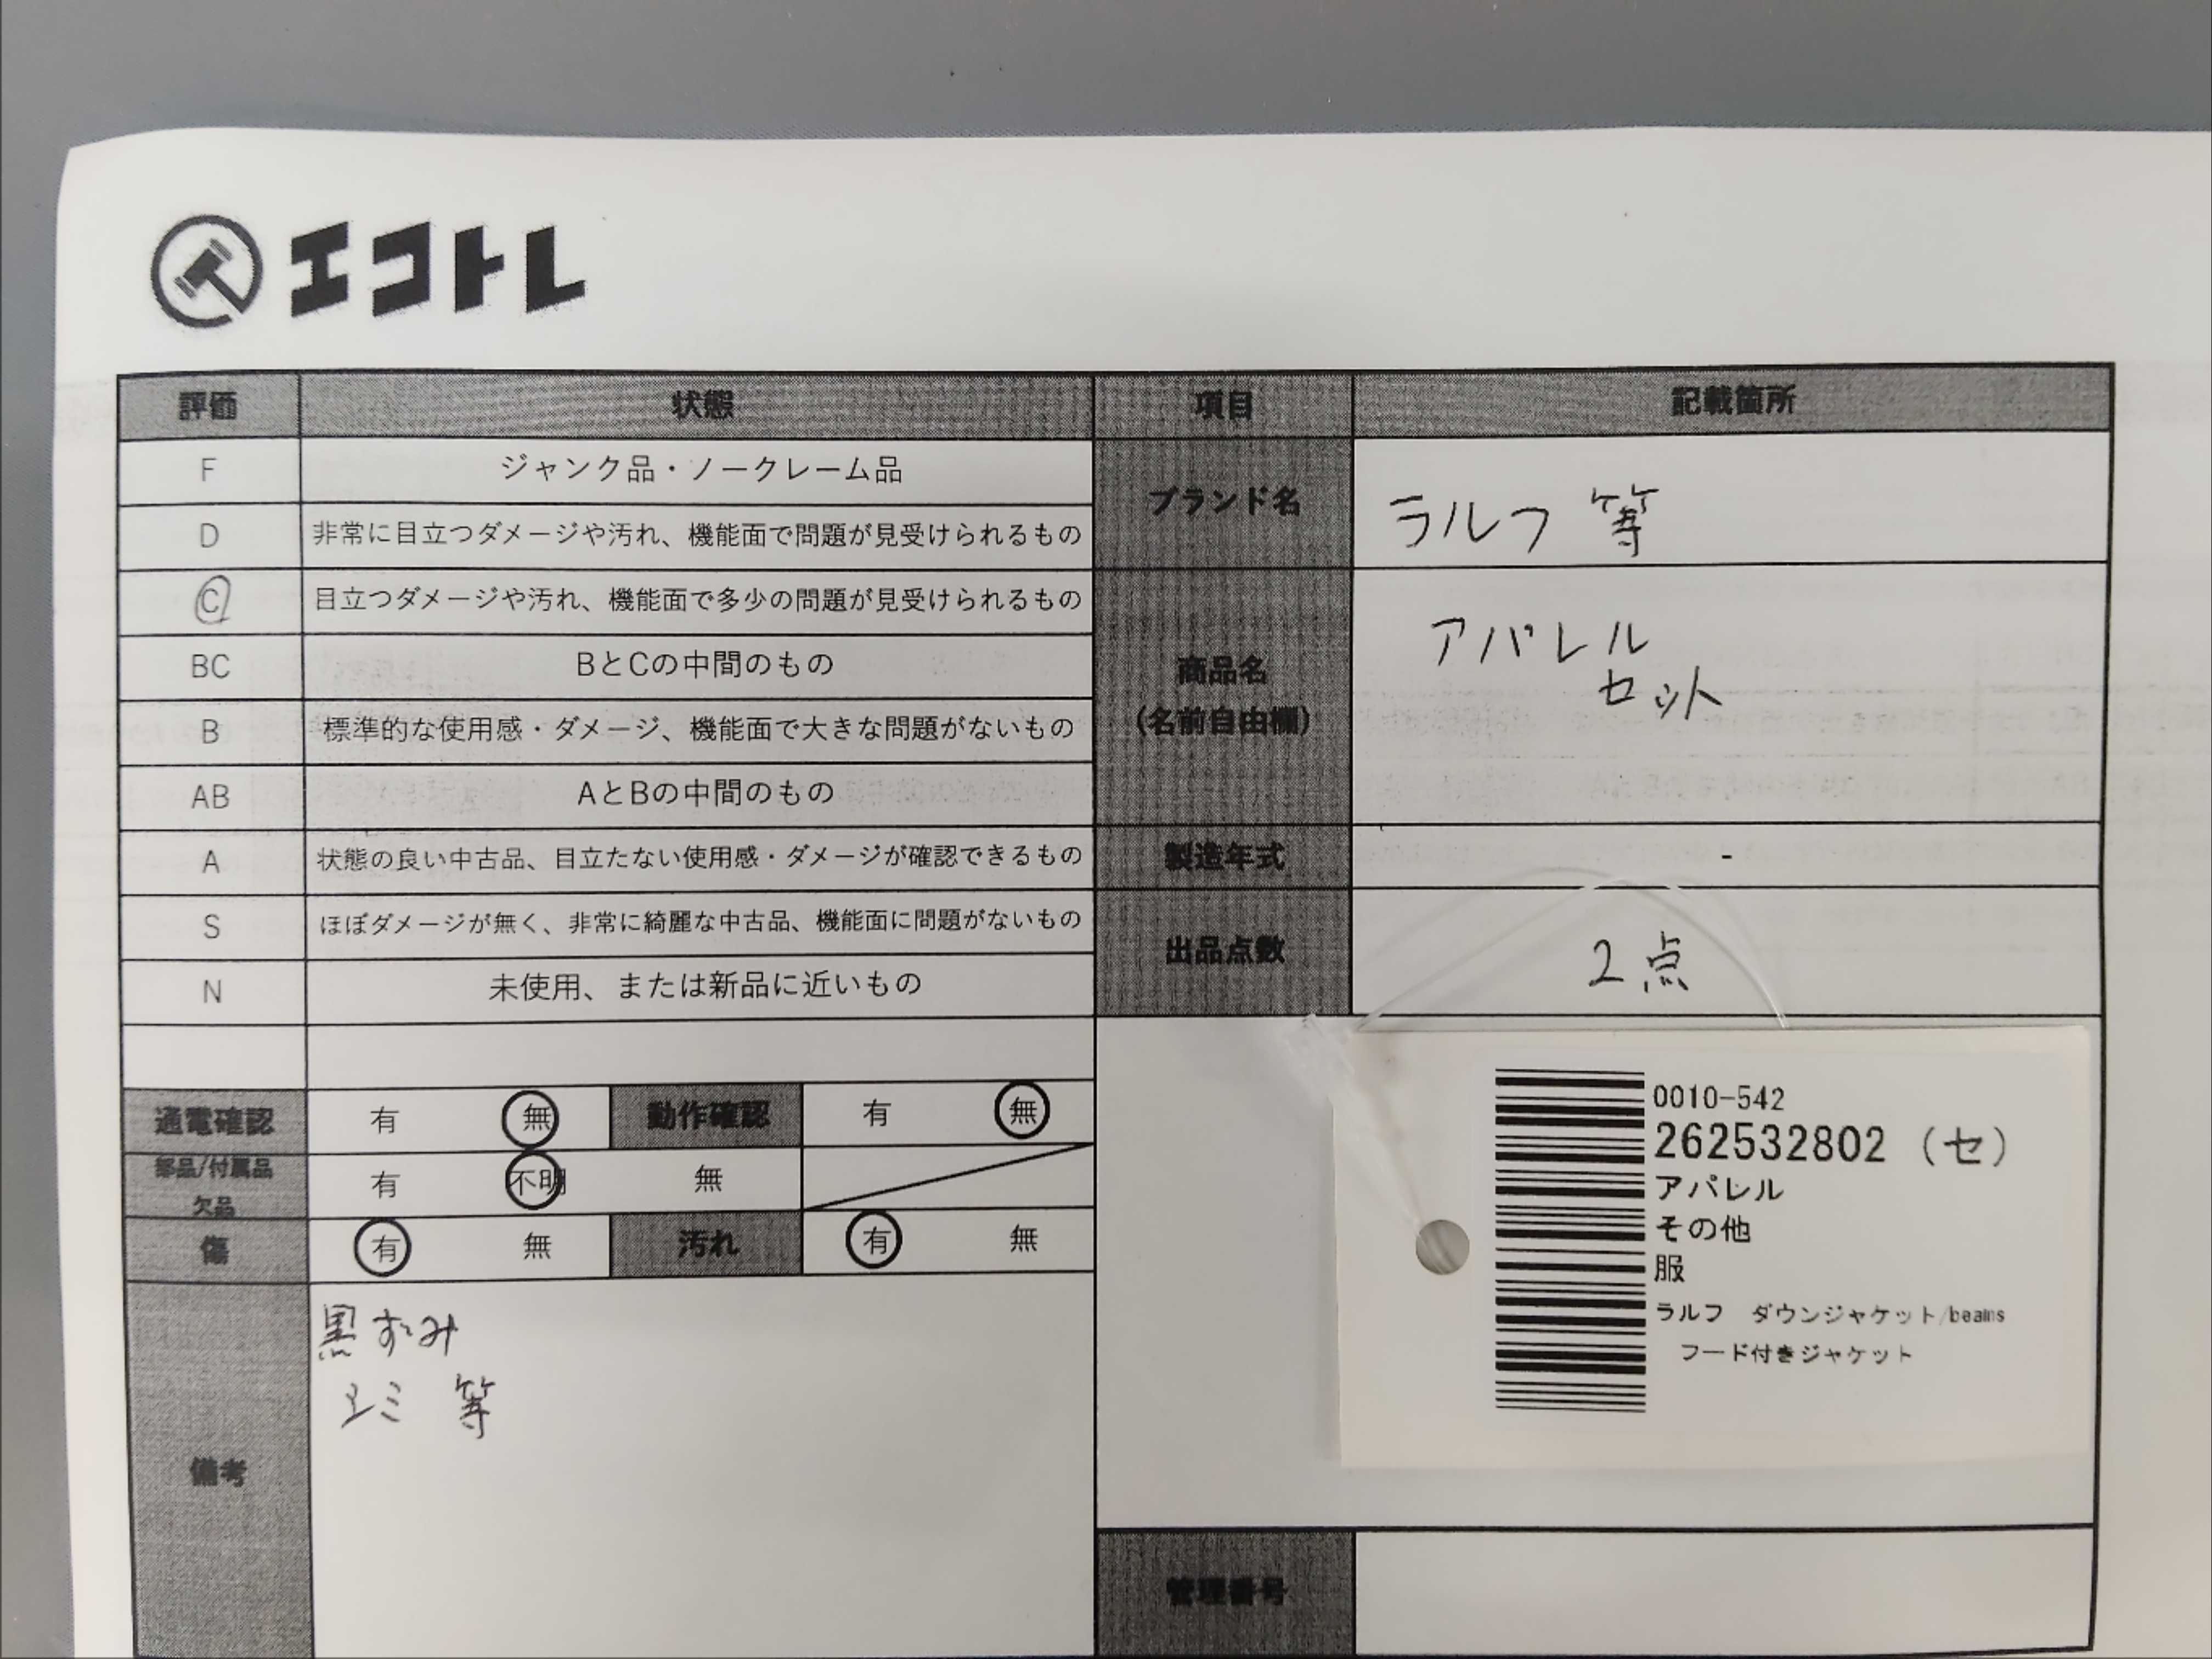 エコトレ
評価 状態 項目 記載箇所
F ジャンク品・ノークレーム品
D 非常に目立つダメージや汚れ、機能面で問題が見受けられるもの
ブランド名 ラルフ 等
C 目立つダメージや汚れ、機能面で多少の問題が見受けられるもの
BC BとCの中間のもの
B 標準的な使用感・ダメージ、機能面で大きな問題がないもの
AB AとBの中間のもの
商品名
(名前自由欄)
アパレル
セット
A 状態の良い中古品、目立たない使用感・ダメージが確認できるもの
製造年式 -
S ほぼダメージが無く、非常に綺麗な中古品、機能面に問題がないもの
N 未使用、または新品に近いもの
出品点数 2点
通電確認 有 無 動作確認 有 無
部品/付属品
欠品
有 不明 無
傷 有 無 汚れ 有 無
備考
黒ずみ
シミ 等
0010-542
262532802 (セ)
アパレル
その他
服
ラルフ ダウンジャケット/beams
フード付きジャケット
管理番号